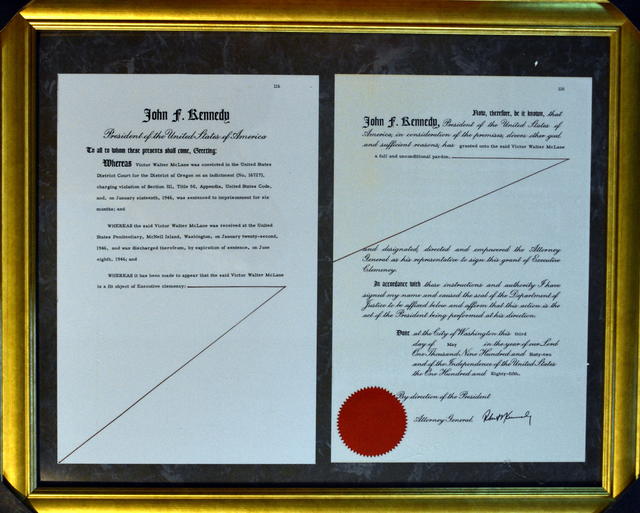 116
John F. Kennedy
President of the United States of America
To all to whom these presents shall come, Greeting:
Whereas Victor Walter McLane was convicted in the United States
District Court for the District of Oregon on an indictment (No. 16727),
charging violation of Section 311, Title 50, Appendix, United States Code,
and, on January sixteenth, 1946, was sentenced to imprisonment for six
months; and
WHEREAS the said Victor Walter McLane was received at the United
States Penitentiary, McNeil Island, Washington, on January twenty-second,
1946, and was discharged therefrom, by expiration of sentence, on June
eighth, 1946; and
WHEREAS it has been made to appear that the said Victor Walter McLane
is a fit object of Executive clemency:
Now, therefore, be it known, that
John F. Kennedy, President of the United States of
America, in consideration of the premises, divers other good
and sufficient reasons, has granted unto the said Victor Walter McLane
a full and unconditional pardon
and designated, directed and empowered the Attorney
General as his representative to sign this grant of Executive
Clemency.
In accordance with these instructions and authority I have
signed my name and caused the seal of the Department of
Justice to be affixed below and affirm that this action is the
act of the President being performed at his direction.
Done at the City of Washington this third
day of May in the year of our Lord
One Thousand Nine Hundred and Sixty-two
and of the Independence of the United States
the One Hundred and Eighty-fifth.
By direction of the President
Attorney General Robert F Kennedy